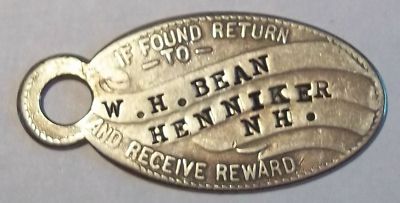 IF FOUND RETURN
-TO-
W.H.BEAN
HENNIKER
NH.
AND RECEIVE REWARD